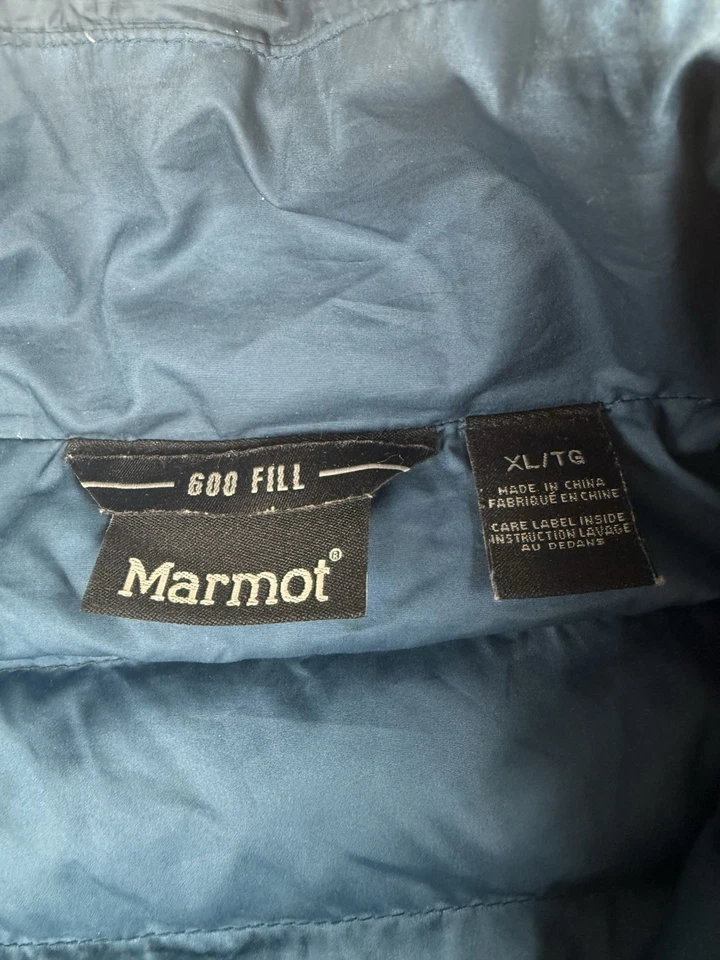 600 FILL
Marmot®
XL/TG
MADE IN CHINA
FABRIQUÉ EN CHINE
CARE LABEL INSIDE
INSTRUCTION LAVAGE
AU DEDANS